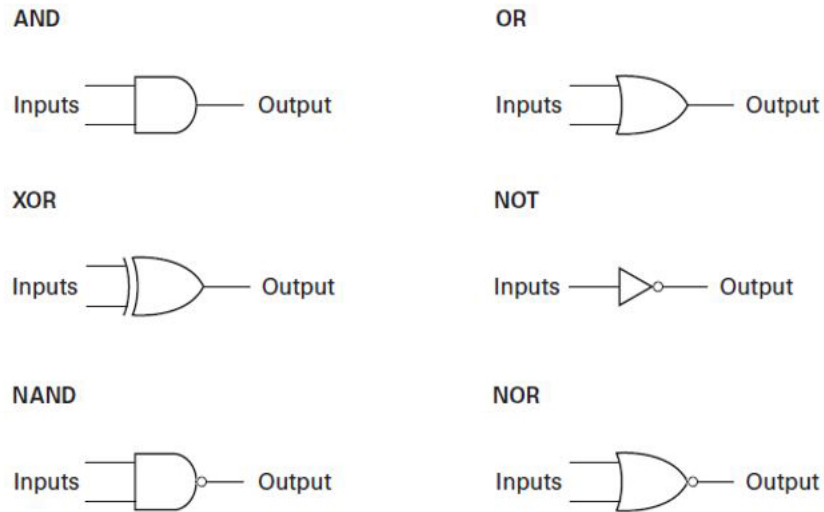 AND
OR
Inputs Output
Inputs Output
XOR
NOT
Inputs Output
Inputs Output
NAND
NOR
Inputs Output
Inputs Output